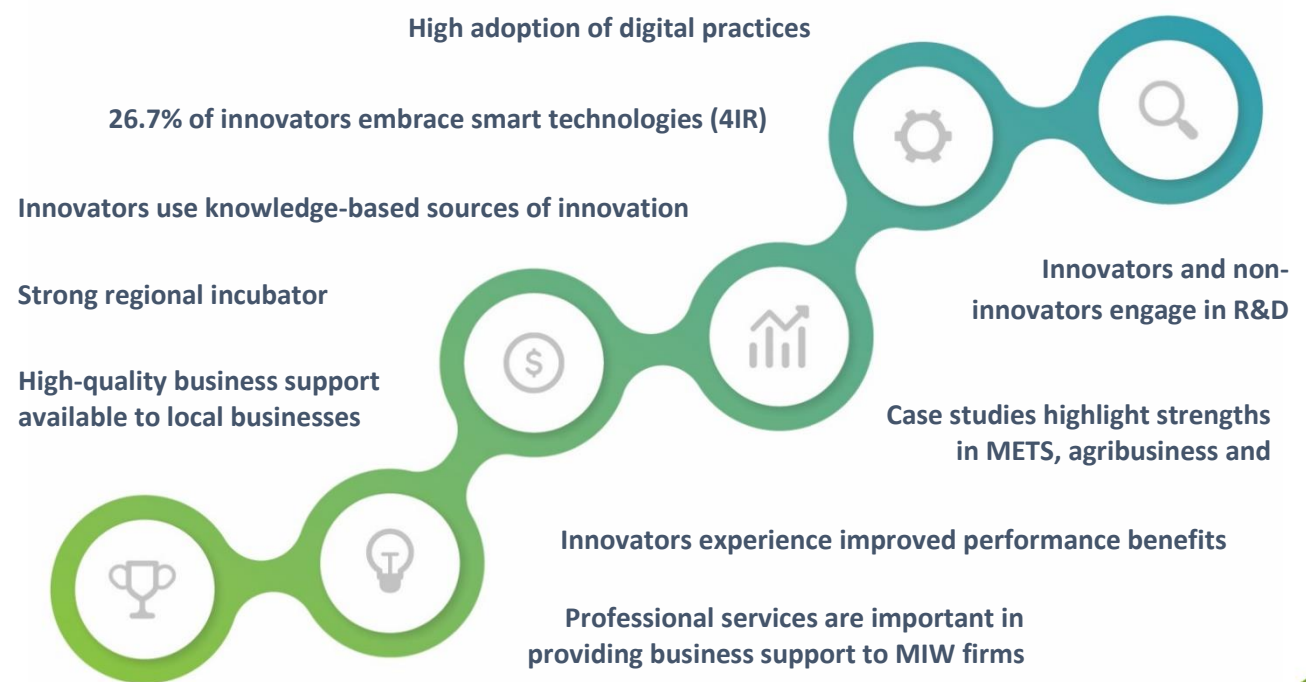 High adoption of digital practices
26.7% of innovators embrace smart technologies (4IR)
Innovators use knowledge-based sources of innovation
Strong regional incubator
High-quality business support
available to local businesses
Innovators and non-
innovators engage in R&D
Case studies highlight strengths
in METS, agribusiness and
Innovators experience improved performance benefits
Professional services are important in
providing business support to MIW firms